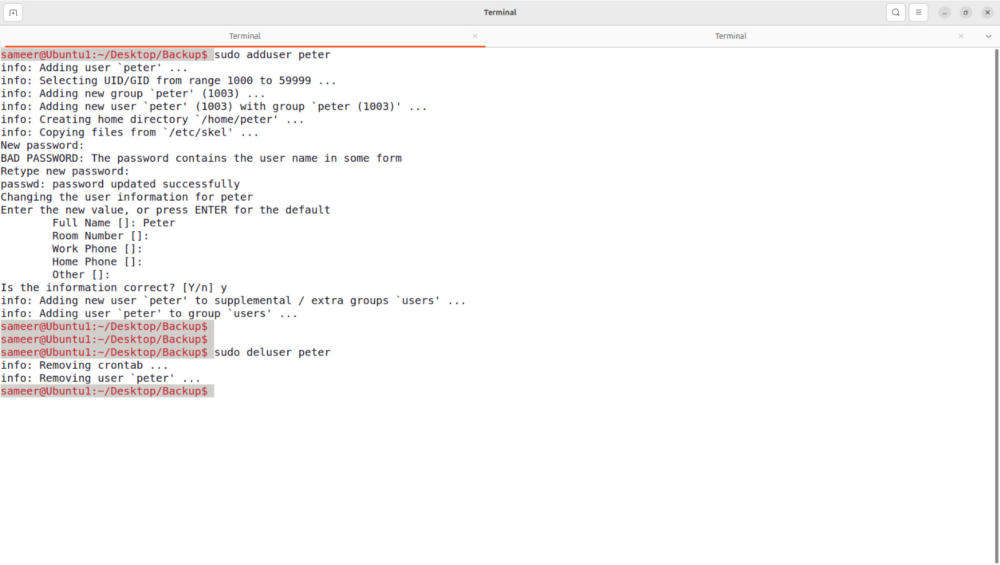 Terminal
Terminal
Terminal
sameer@Ubuntu1:~/Desktop/Backup$ sudo adduser peter
info: Adding user `peter' ...
info: Selecting UID/GID from range 1000 to 59999 ...
info: Adding new group `peter' (1003) ...
info: Adding new user `peter' (1003) with group `peter (1003)' ...
info: Creating home directory `/home/peter' ...
info: Copying files from `/etc/skel' ...
New password:
BAD PASSWORD: The password contains the user name in some form
Retype new password:
passwd: password updated successfully
Changing the user information for peter
Enter the new value, or press ENTER for the default
        Full Name []: Peter
        Room Number []:
        Work Phone []:
        Home Phone []:
        Other []:
Is the information correct? [Y/n] y
info: Adding new user `peter' to supplemental / extra groups `users' ...
info: Adding user `peter' to group `users' ...
sameer@Ubuntu1:~/Desktop/Backup$
sameer@Ubuntu1:~/Desktop/Backup$
sameer@Ubuntu1:~/Desktop/Backup$ sudo deluser peter
info: Removing crontab ...
info: Removing user `peter' ...
sameer@Ubuntu1:~/Desktop/Backup$